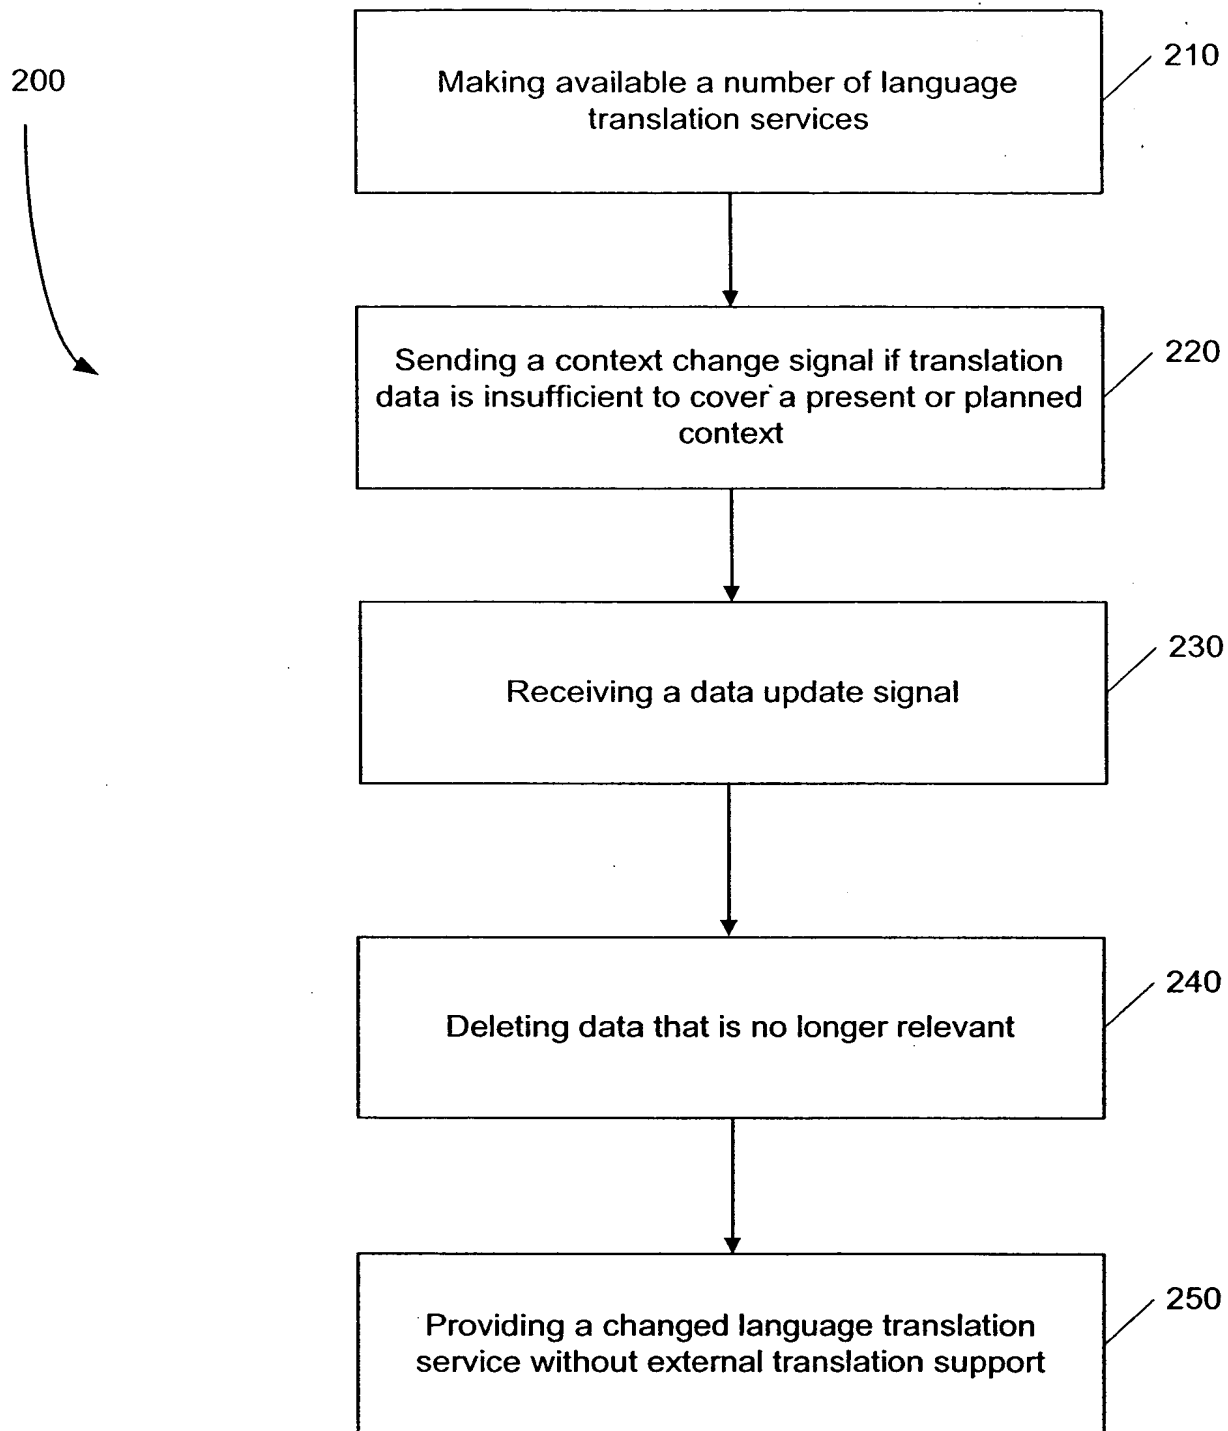 200
Making available a number of language
translation services
210
Sending a context change signal if translation
data is insufficient to cover a present or planned
context
220
Receiving a data update signal
230
Deleting data that is no longer relevant
240
Providing a changed language translation
service without external translation support
250